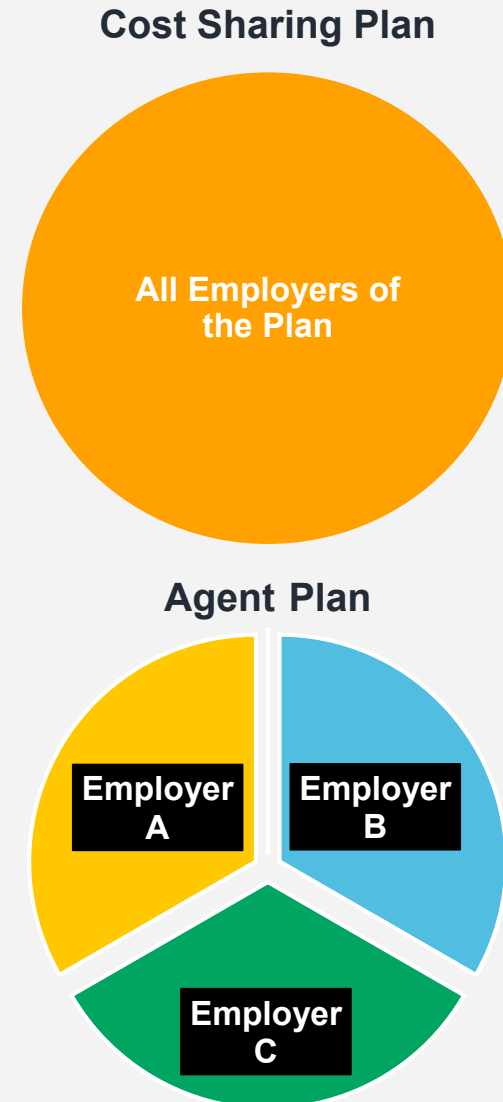 Cost Sharing Plan
All Employers of
the Plan
Agent Plan
Employer
A
Employer
B
Employer
C